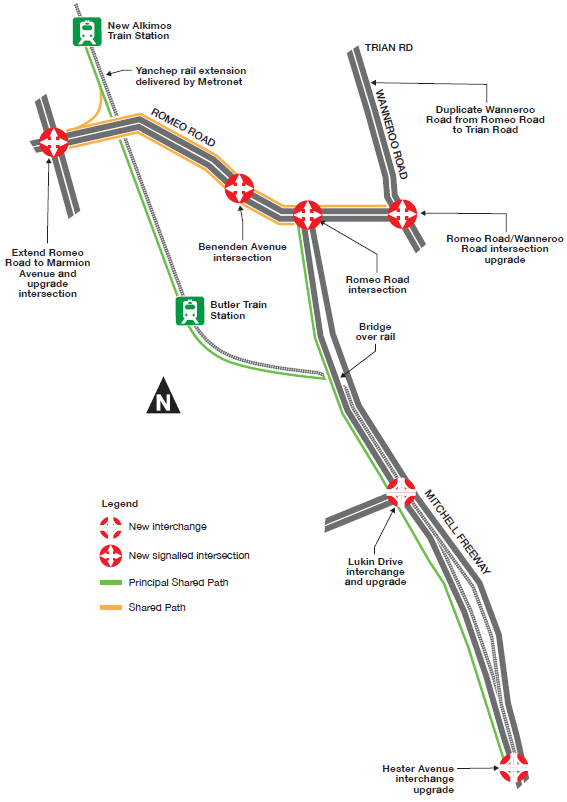 New Alkimos
Train Station
TRIAN RD
Yanchep rail extension
delivered by Metronet
ROMEO ROAD
WANNEROO ROAD
Duplicate Wanneroo
Road from Romeo Road
to Trian Road
Benenden Avenue
intersection
Romeo Road/Wanneroo
Road intersection
upgrade
Extend Romeo
Road to Marmion
Avenue and
upgrade
intersection
Romeo Road
intersection
Butler Train
Station
Bridge
over rail
N
MITCHELL FREEWAY
Legend
New interchange
New signalled intersection
Principal Shared Path
Shared Path
Lukin Drive
interchange
and upgrade
Hester Avenue
interchange
upgrade